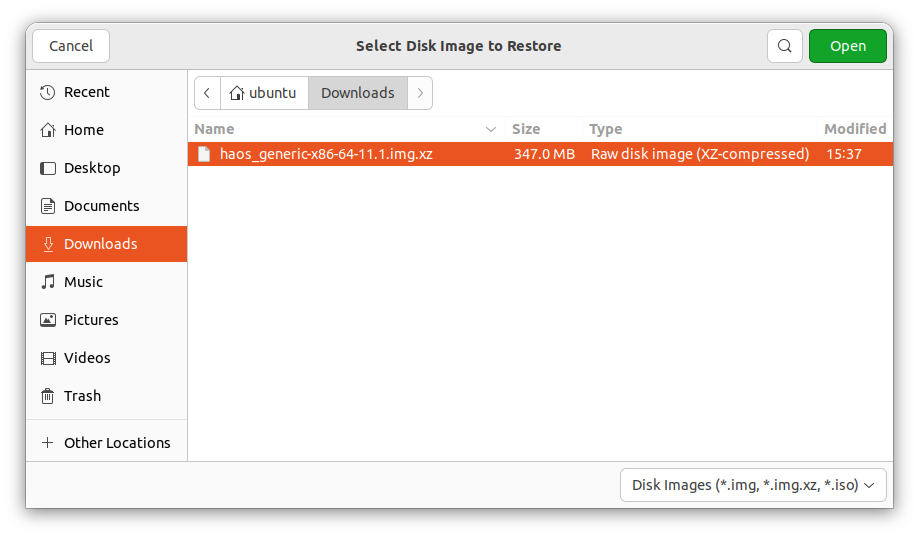 Cancel
Select Disk Image to Restore
Open
Recent
Home
Desktop
Documents
Downloads
Music
Pictures
Videos
Trash
Other Locations
ubuntu
Downloads
Name Size Type Modified
haos_generic-x86-64-11.1.img.xz 347.0 MB Raw disk image (XZ-compressed) 15:37
Disk Images (*.img, *.img.xz, *.iso)